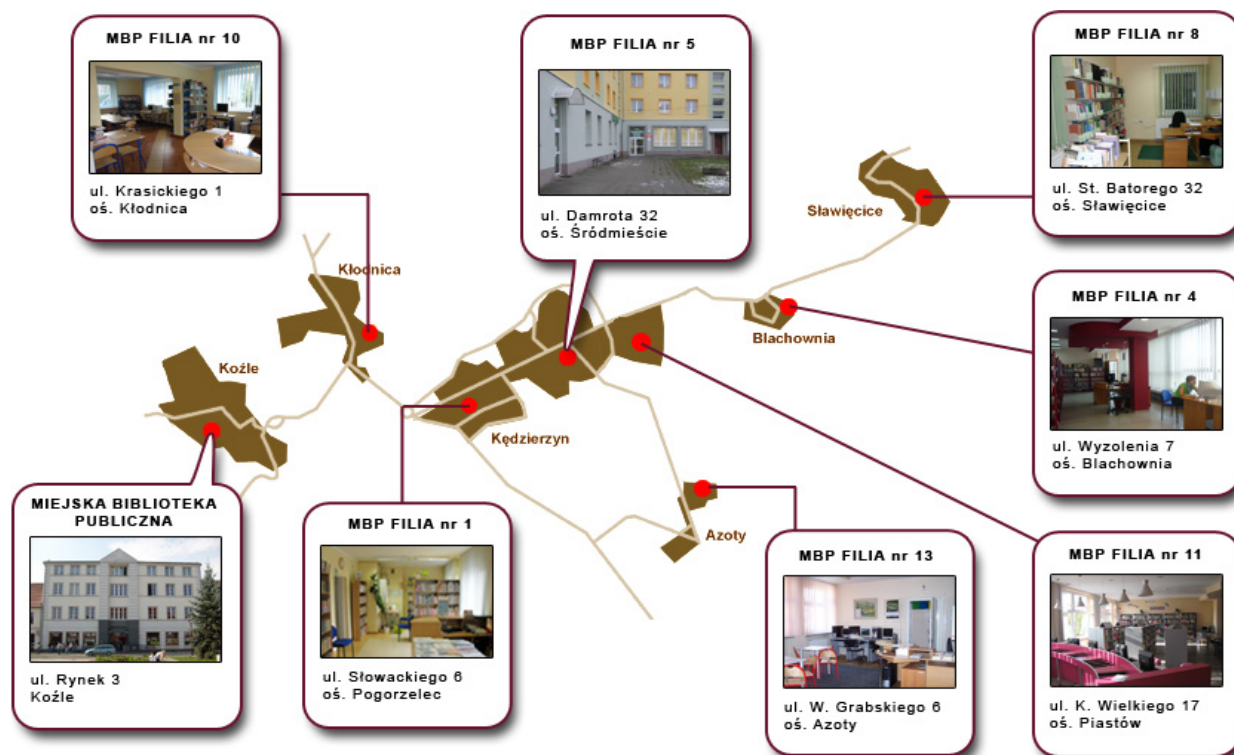 MBP FILIA nr 10
ul. Krasickiego 1
oś. Kłodnica
MBP FILIA nr 5
ul. Damrota 32
oś. Śródmieście
MBP FILIA nr 8
ul. St. Batorego 32
oś. Sławięcice
Sławięcice
Kłodnica
Koźle
Kędzierzyn
Blachownia
Azoty
MBP FILIA nr 4
ul. Wyzolenia 7
oś. Blachownia
MIEJSKA BIBLIOTEKA
PUBLICZNA
ul. Rynek 3
Koźle
MBP FILIA nr 1
ul. Słowackiego 6
oś. Pogorzelec
MBP FILIA nr 13
ul. W. Grabskiego 6
oś. Azoty
MBP FILIA nr 11
ul. K. Wielkiego 17
oś. Piastów